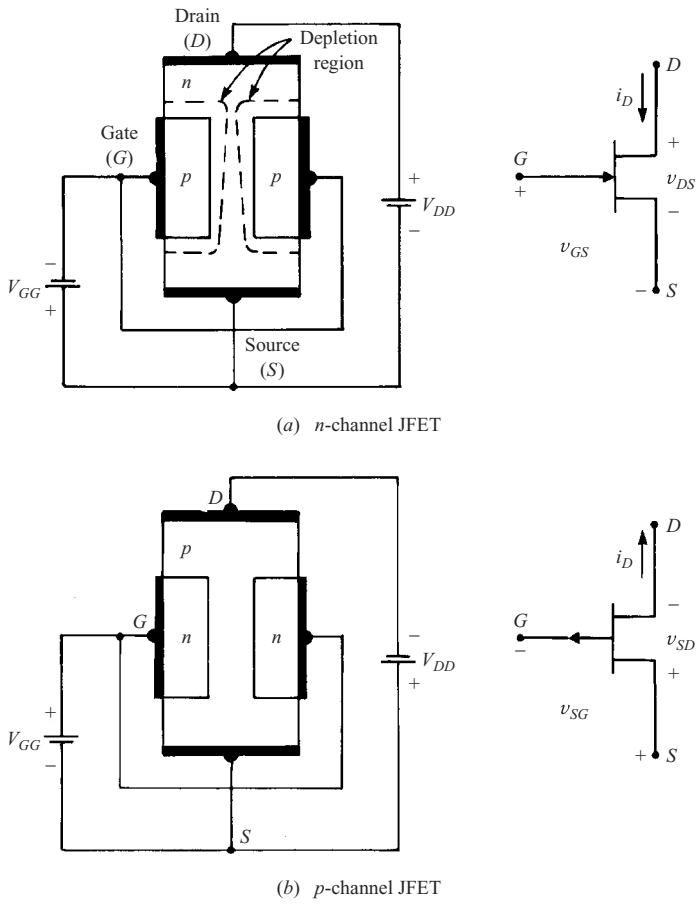 Drain
(D)
Depletion
region
n
Gate
(G)
p
p
+
V_DD
−
−
V_GG
+
Source
(S)
D
i_D
+
G
+
v_DS
−
v_GS
−
S
(a) n-channel JFET
D
p
G
n
n
−
V_DD
+
+
V_GG
−
S
D
i_D
−
G
−
v_SD
+
v_SG
+
S
(b) p-channel JFET